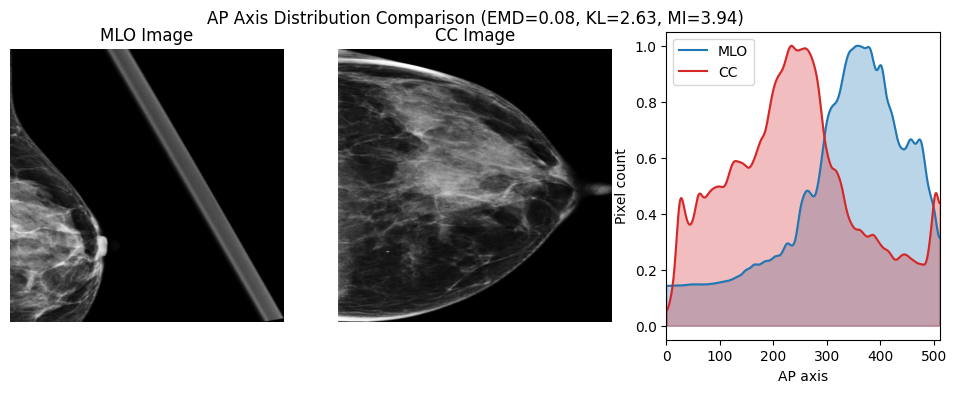 AP Axis Distribution Comparison (EMD=0.08, KL=2.63, MI=3.94)
MLO Image
CC Image
MLO
CC
Pixel count
1.0
0.8
0.6
0.4
0.2
0.0
0 100 200 300 400 500
AP axis